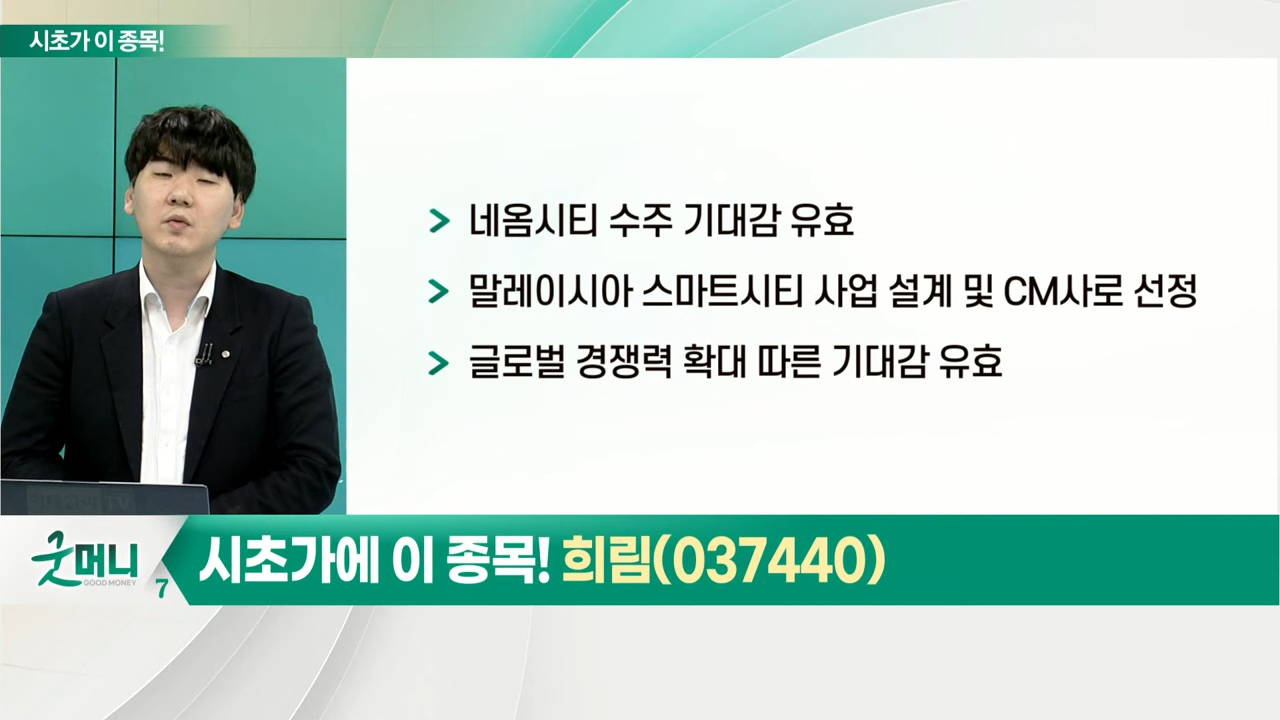 시초가 이 종목!
> 네옴시티 수주 기대감 유효
> 말레이시아 스마트시티 사업 설계 및 CM사로 선정
> 글로벌 경쟁력 확대 따른 기대감 유효
굿머니
GOOD MONEY
7
시초가에 이 종목! 희림(037440)